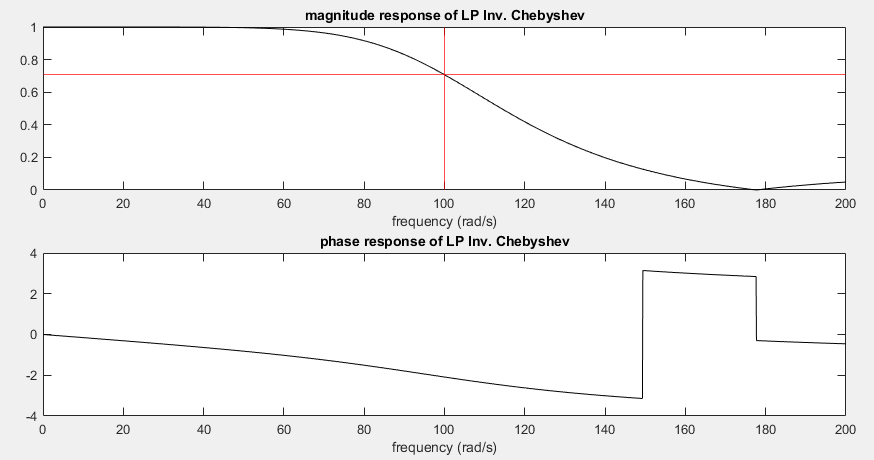 magnitude response of LP Inv. Chebyshev
1
0.8
0.6
0.4
0.2
0
0 20 40 60 80 100 120 140 160 180 200
frequency (rad/s)
phase response of LP Inv. Chebyshev
4
2
0
-2
-4
0 20 40 60 80 100 120 140 160 180 200
frequency (rad/s)